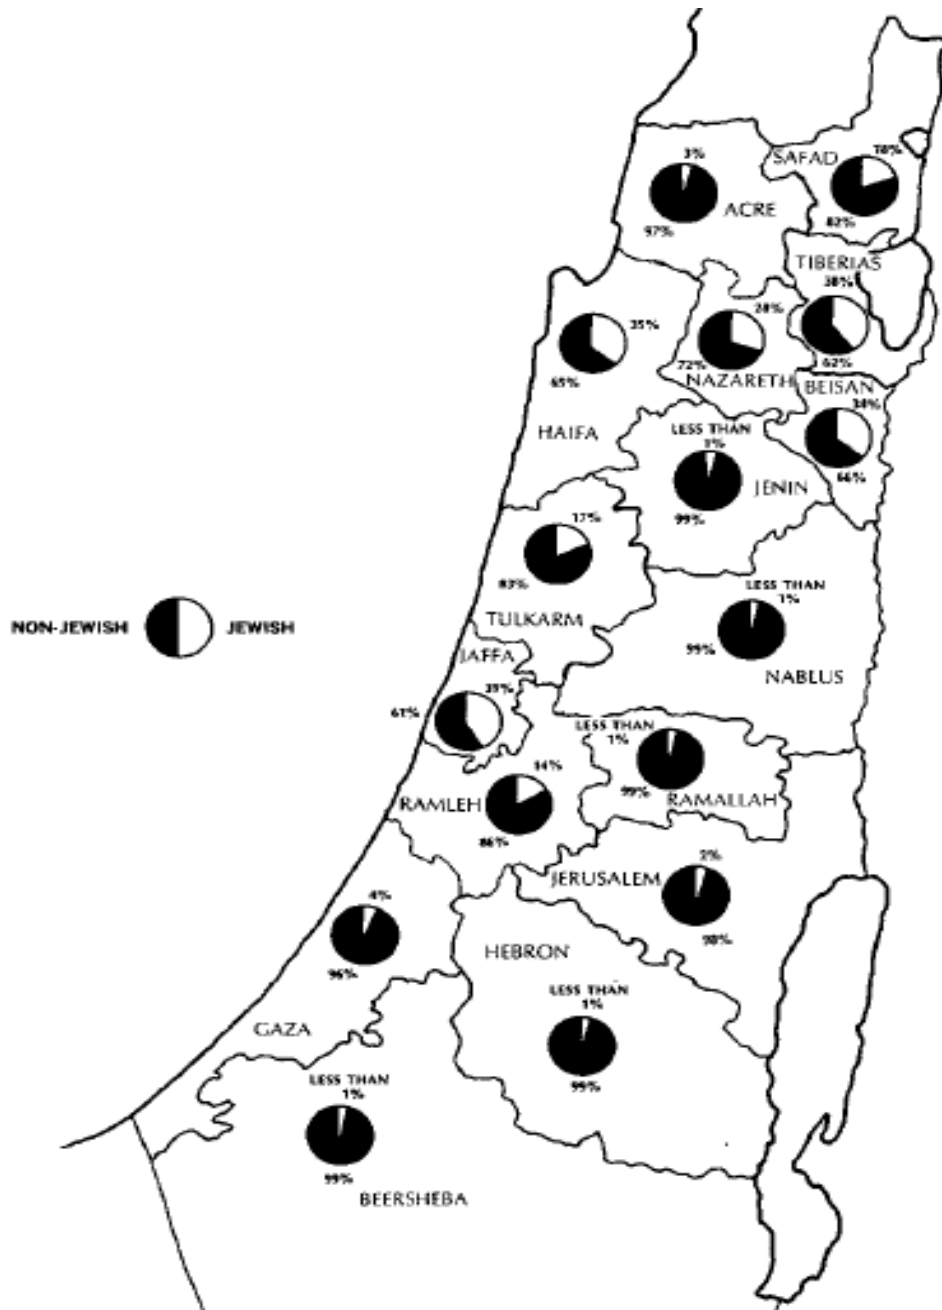 SAFAD
18%
82%
3%
ACRE
97%
TIBERIAS
38%
62%
35%
65%
HAIFA
28%
72%
NAZARETH
BEISAN
34%
66%
LESS THAN
1%
JENIN
99%
17%
83%
TULKARM
LESS THAN
1%
99%
NABLUS
NON-JEWISH
JEWISH
JAFFA
39%
61%
LESS THAN
1%
99%
RAMALLAH
14%
RAMLEH
86%
2%
JERUSALEM
98%
4%
96%
GAZA
HEBRON
LESS THAN
1%
99%
LESS THAN
1%
99%
BEERSHEBA